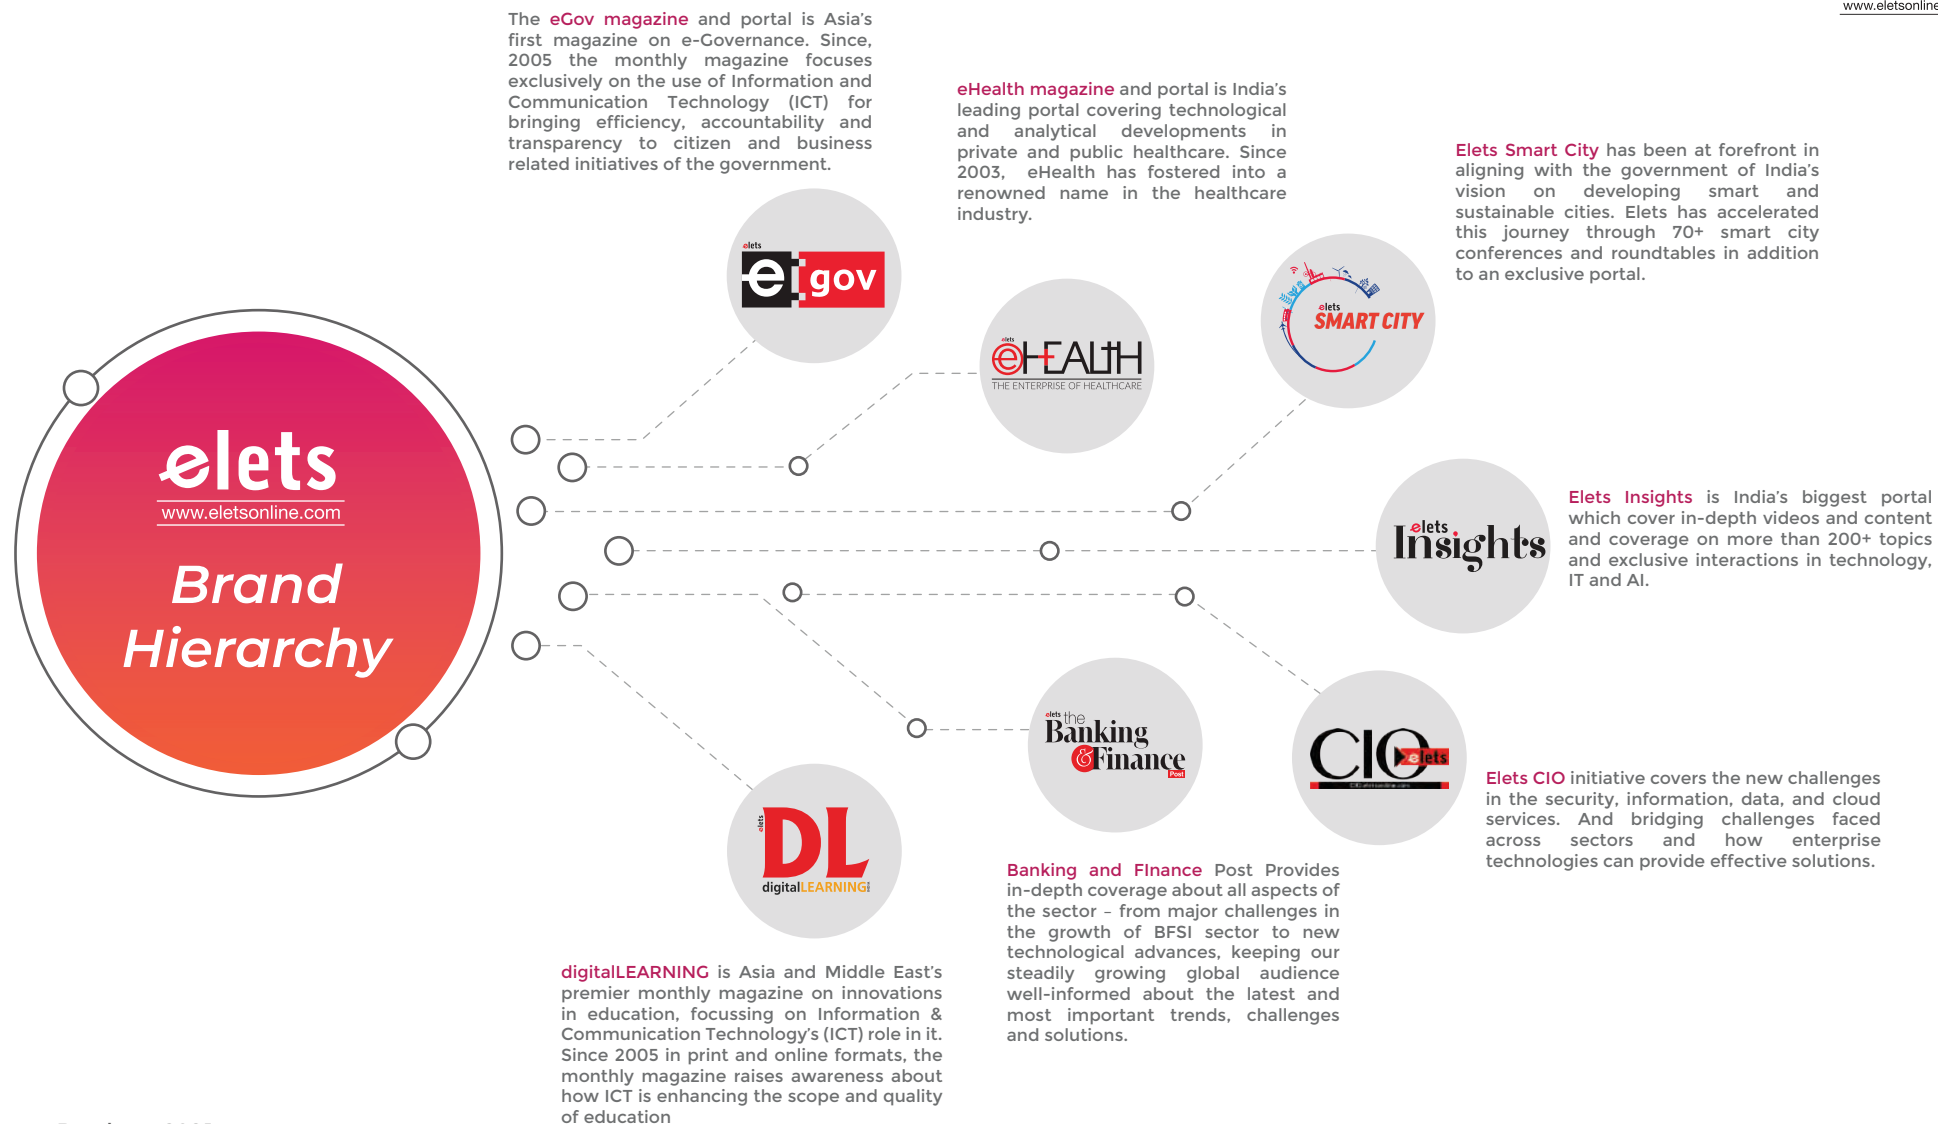 www.eletsonline
The eGov magazine and portal is Asia's
first magazine on e-Governance. Since,
2005 the monthly magazine focuses
exclusively on the use of Information and
Communication Technology (ICT) for
bringing efficiency, accountability and
transparency to citizen and business
related initiatives of the government.
eHealth magazine and portal is India's
leading portal covering technological
and analytical developments in
private and public healthcare. Since
2003, eHealth has fostered into a
renowned name in the healthcare
industry.
Elets Smart City has been at forefront in
aligning with the government of India's
vision on developing smart and
sustainable cities. Elets has accelerated
this journey through 70+ smart city
conferences and roundtables in addition
to an exclusive portal.
elets
e gov
elets
eHEALTH
THE ENTERPRISE OF HEALTHCARE
elets
SMART CITY
elets
www.eletsonline.com
Brand
Hierarchy
elets
Insights
Elets Insights is India's biggest portal
which cover in-depth videos and content
and coverage on more than 200+ topics
and exclusive interactions in technology,
IT and AI.
elets the
Banking
&Finance
Post
CIO elets
Elets CIO initiative covers the new challenges
in the security, information, data, and cloud
services. And bridging challenges faced
across sectors and how enterprise
technologies can provide effective solutions.
elets
DL
digitalLEARNING
Banking and FInance Post Provides
in-depth coverage about all aspects of
the sector – from major challenges in
the growth of BFSI sector to new
technological advances, keeping our
steadily growing global audience
well-informed about the latest and
most important trends, challenges
and solutions.
digitalLEARNING is Asia and Middle East's
premier monthly magazine on innovations
in education, focussing on Information &
Communication Technology's (ICT) role in it.
Since 2005 in print and online formats, the
monthly magazine raises awareness about
how ICT is enhancing the scope and quality
of education